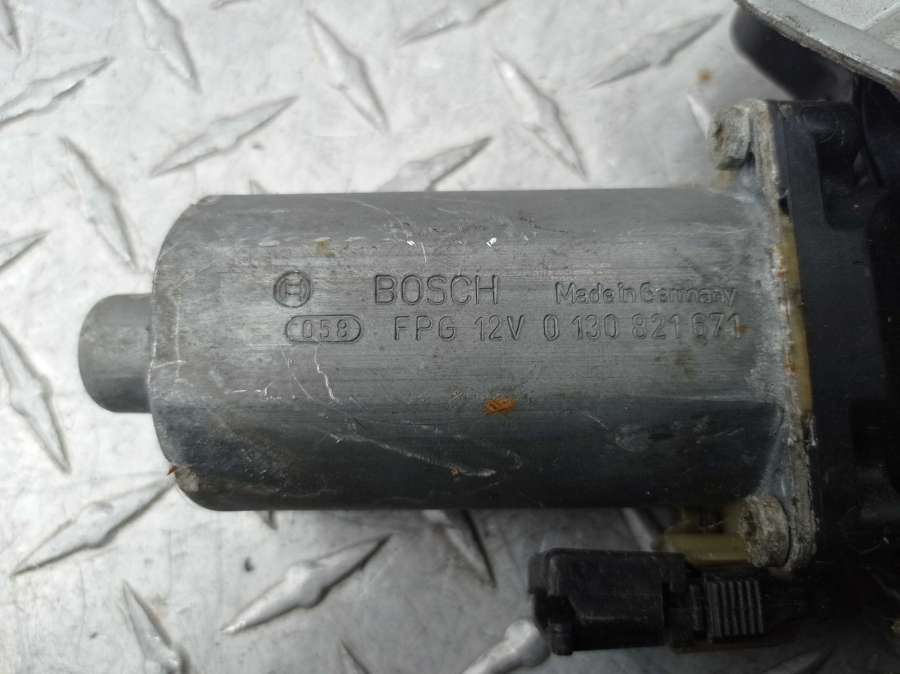 BOSCH Made in Germany
058 FPG 12V 0 130 821 671